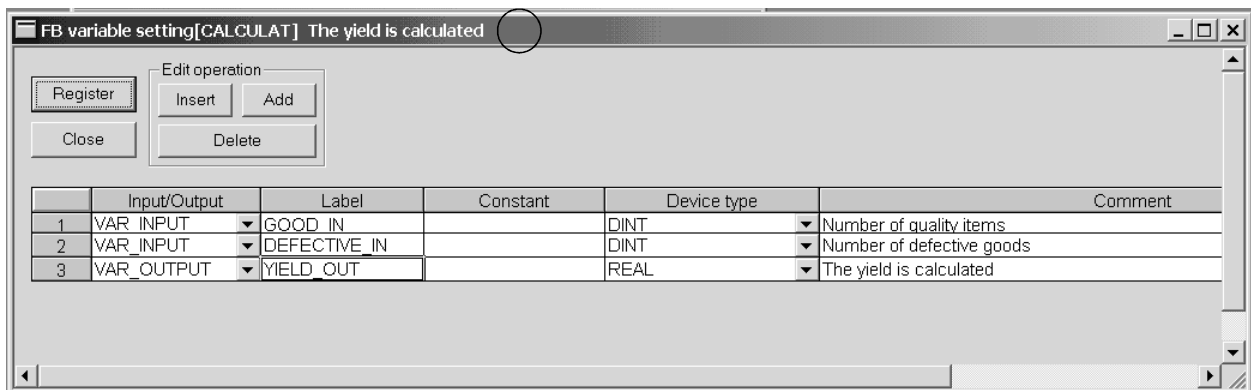 FB variable setting[CALCULAT] The yield is calculated
Edit operation
Register
Insert
Add
Close
Delete
Input/Output Label Constant Device type Comment
1 VAR_INPUT GOOD_IN DINT Number of quality items
2 VAR_INPUT DEFECTIVE_IN DINT Number of defective goods
3 VAR_OUTPUT YIELD_OUT REAL The yield is calculated